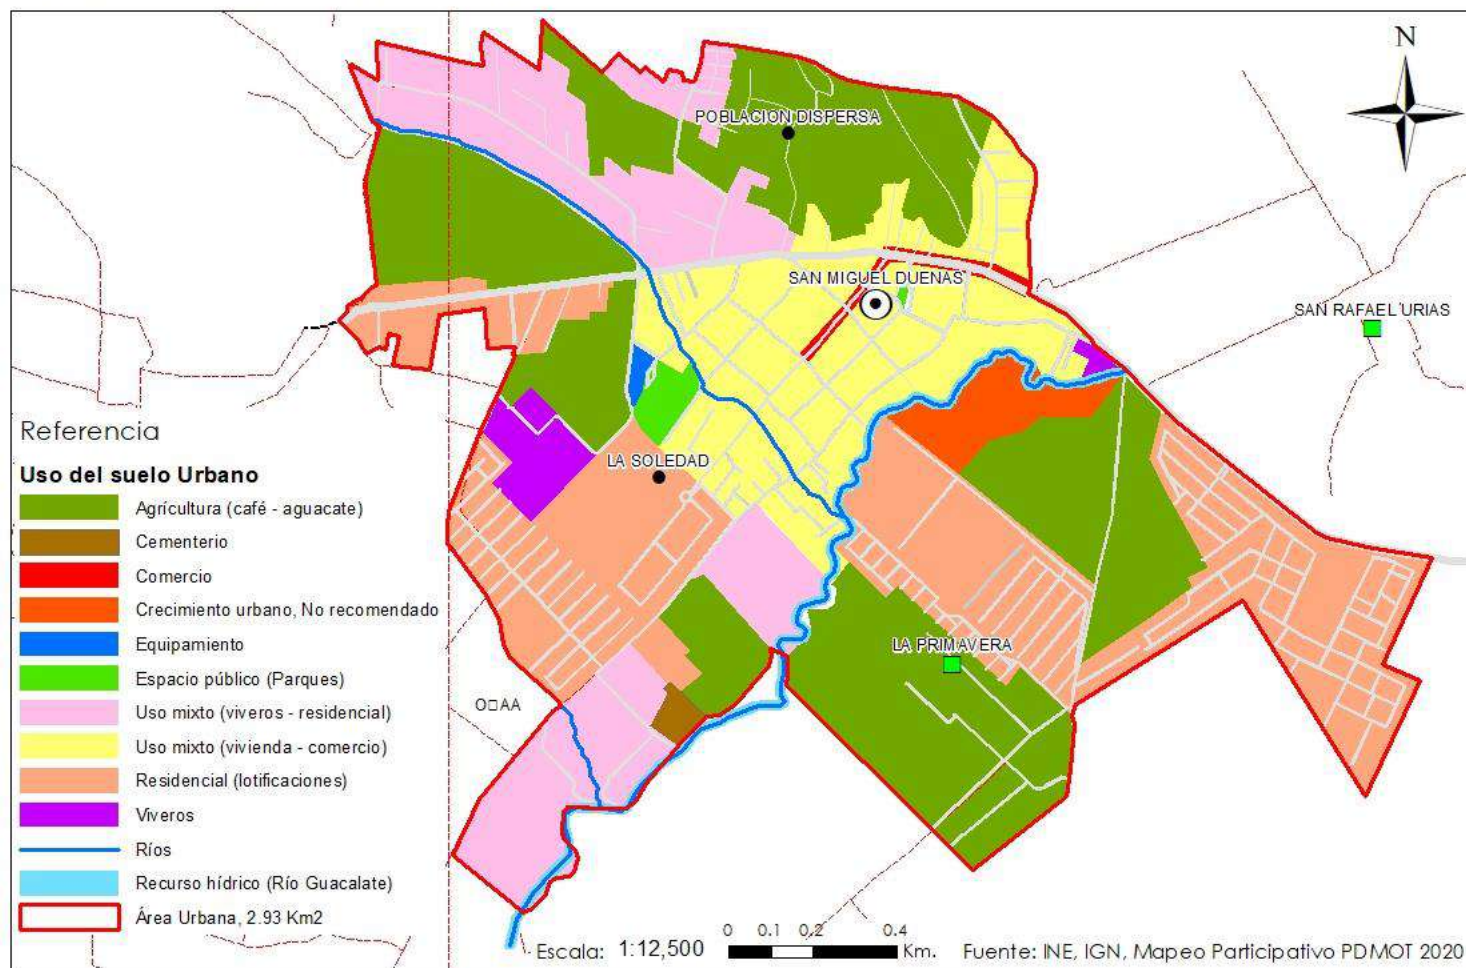 N
POBLACION DISPERSA
SAN MIGUEL DUENAS
SAN RAFAEL URIAS
LA SOLEDAD
LA PRIMAVERA
O□AA
Referencia
Uso del suelo Urbano
Agrícultura (café - aguacate)
Cementerio
Comercio
Crecimiento urbano, No recomendado
Equipamiento
Espacio público (Parques)
Uso mixto (viveros - residencial)
Uso mixto (vivienda - comercio)
Residencial (lotificaciones)
Viveros
Ríos
Recurso hídrico (Río Guacalate)
Área Urbana, 2.93 Km2
Escala: 1:12,500
0 0.1 0.2 0.4
Km.
Fuente: INE, IGN, Mapeo Participativo PDMOT 2020